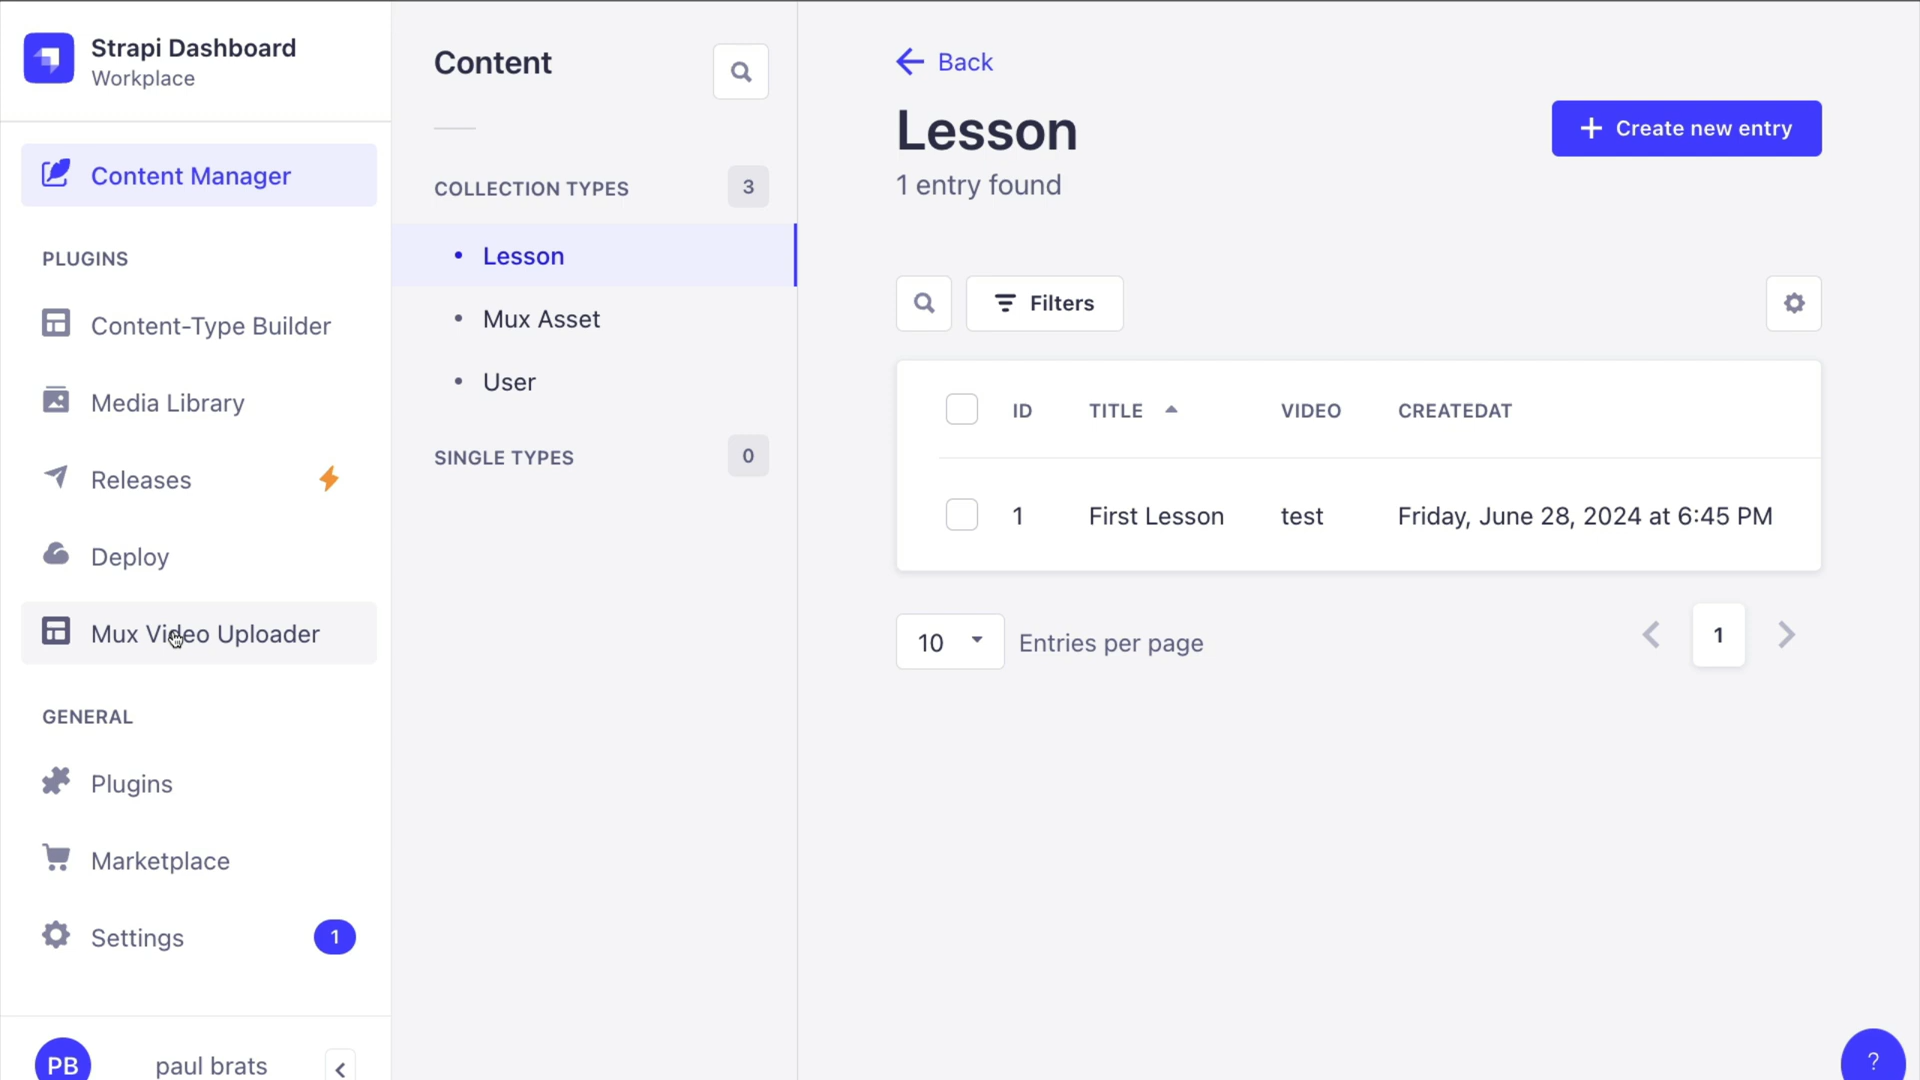 Strapi Dashboard
Workplace
Content Manager
PLUGINS
Content-Type Builder
Media Library
Releases
Deploy
Mux Video Uploader
GENERAL
Plugins
Marketplace
Settings 1
PB paul brats
Content
COLLECTION TYPES 3
Lesson
Mux Asset
User
SINGLE TYPES 0
Back
Lesson
1 entry found
Create new entry
Filters
ID TITLE VIDEO CREATEDAT
1 First Lesson test Friday, June 28, 2024 at 6:45 PM
10 Entries per page
1
?